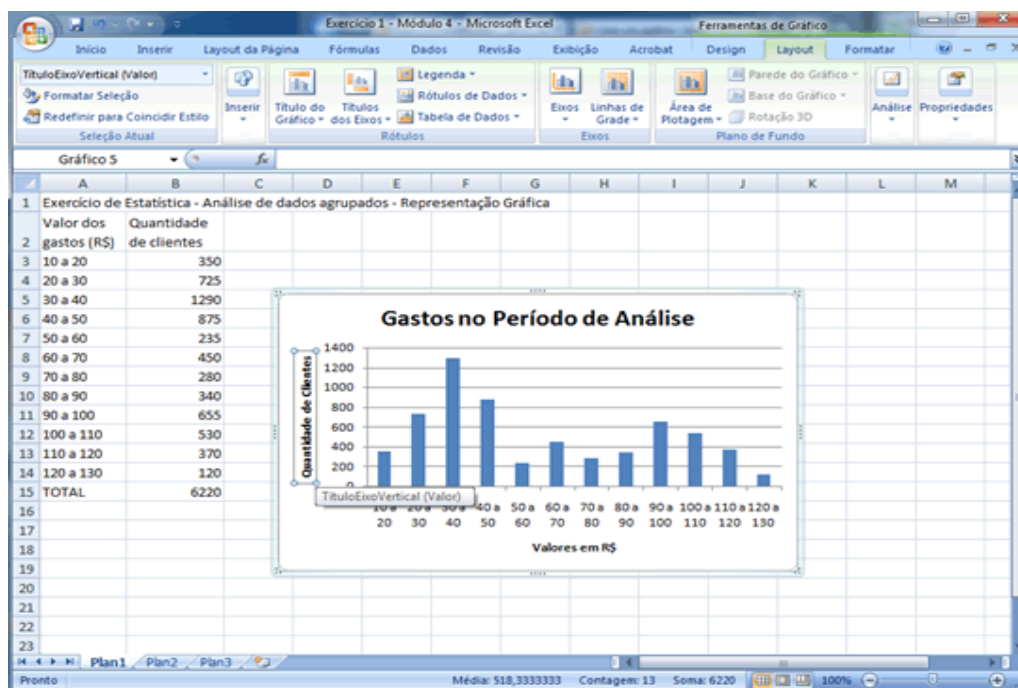 Exercício 1 - Módulo 4 - Microsoft Excel
Ferramentas de Gráfico
Início Inserir Layout da Página Fórmulas Dados Revisão Exibição Acrobat Design Layout Formatar
TítuloEixoVertical (Valor)
Formatar Seleção
Redefinir para Coincidir Estilo
Seleção Atual
Inserir
Título do Gráfico
Títulos dos Eixos
Legenda
Rótulos de Dados
Tabela de Dados
Rótulos
Eixos
Linhas de Grade
Eixos
Área de Plotagem
Parede do Gráfico
Base do Gráfico
Rotação 3D
Plano de Fundo
Análise
Propriedades
Gráfico 5
fx
A B C D E F G H I J K L M
1 Exercício de Estatística - Análise de dados agrupados - Representação Gráfica
2 Valor dos gastos (R$) Quantidade de clientes
3 10 a 20 350
4 20 a 30 725
5 30 a 40 1290
6 40 a 50 875
7 50 a 60 235
8 60 a 70 450
9 70 a 80 280
10 80 a 90 340
11 90 a 100 655
12 100 a 110 530
13 110 a 120 370
14 120 a 130 120
15 TOTAL 6220
16
17
18
19
20
21
22
23
Gastos no Período de Análise
Quantidade de Clientes
1400
1200
1000
800
600
400
200
0
TítuloEixoVertical (Valor)
10 a 20 a 30 a 40 a 50 a 60 a 70 a 80 a 90 a 100 a 110 a 120 a
20 30 40 50 60 70 80 90 100 110 120 130
Valores em R$
Plan1 Plan2 Plan3
Pronto Média: 518,3333333 Contagem: 13 Soma: 6220 100%